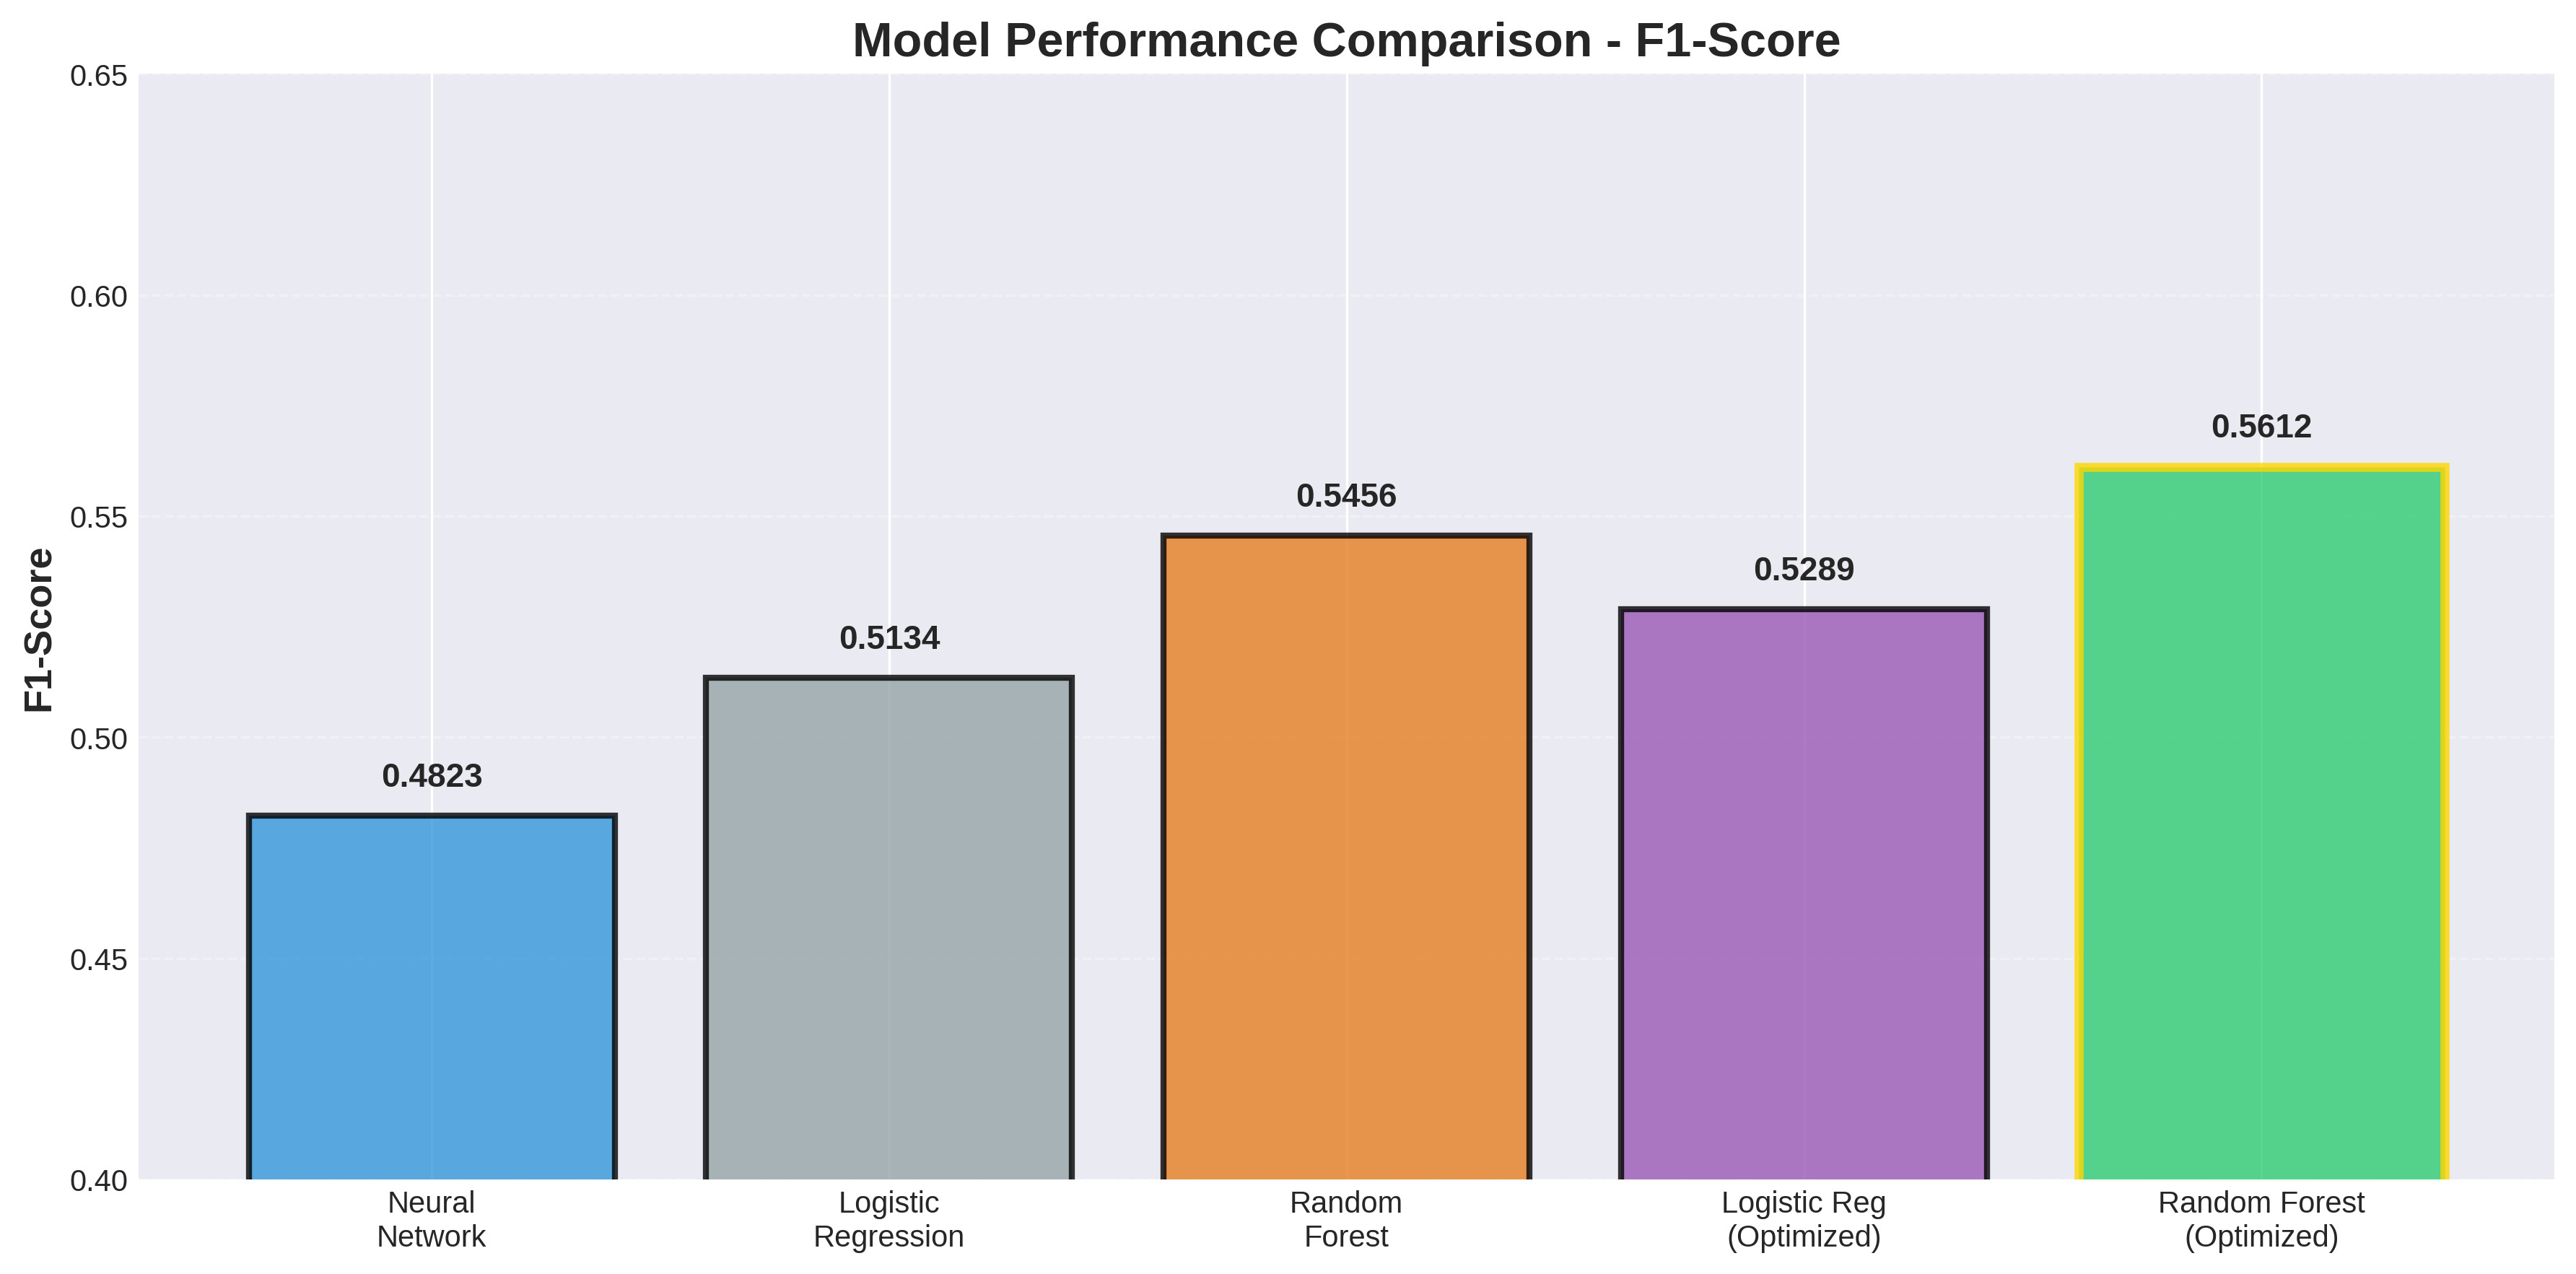 Model Performance Comparison - F1-Score
F1-Score
0.65
0.60
0.55
0.50
0.45
0.40
0.4823
0.5134
0.5456
0.5289
0.5612
Neural
Network
Logistic
Regression
Random
Forest
Logistic Reg
(Optimized)
Random Forest
(Optimized)